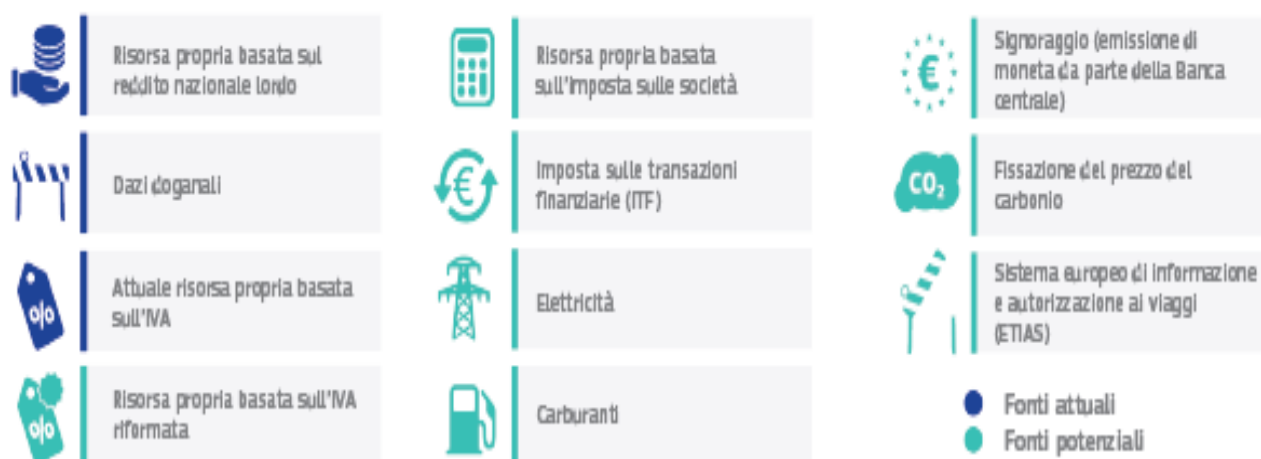 Risorsa propria basata sul
reddito nazionale lordo
Dazi doganali
Attuale risorsa propria basata
sull'IVA
Risorsa propria basata sull'IVA
riformata
Risorsa propria basata
sull'imposta sulle società
Imposta sulle transazioni
finanziarie (ITF)
Elettricità
Carburanti
Signoraggio (emissione di
moneta da parte della Banca
centrale)
CO₂
Fissazione del prezzo del
carbonio
Sistema europeo di informazione
e autorizzazione ai viaggi
(ETIAS)
Fonti attuali
Fonti potenziali